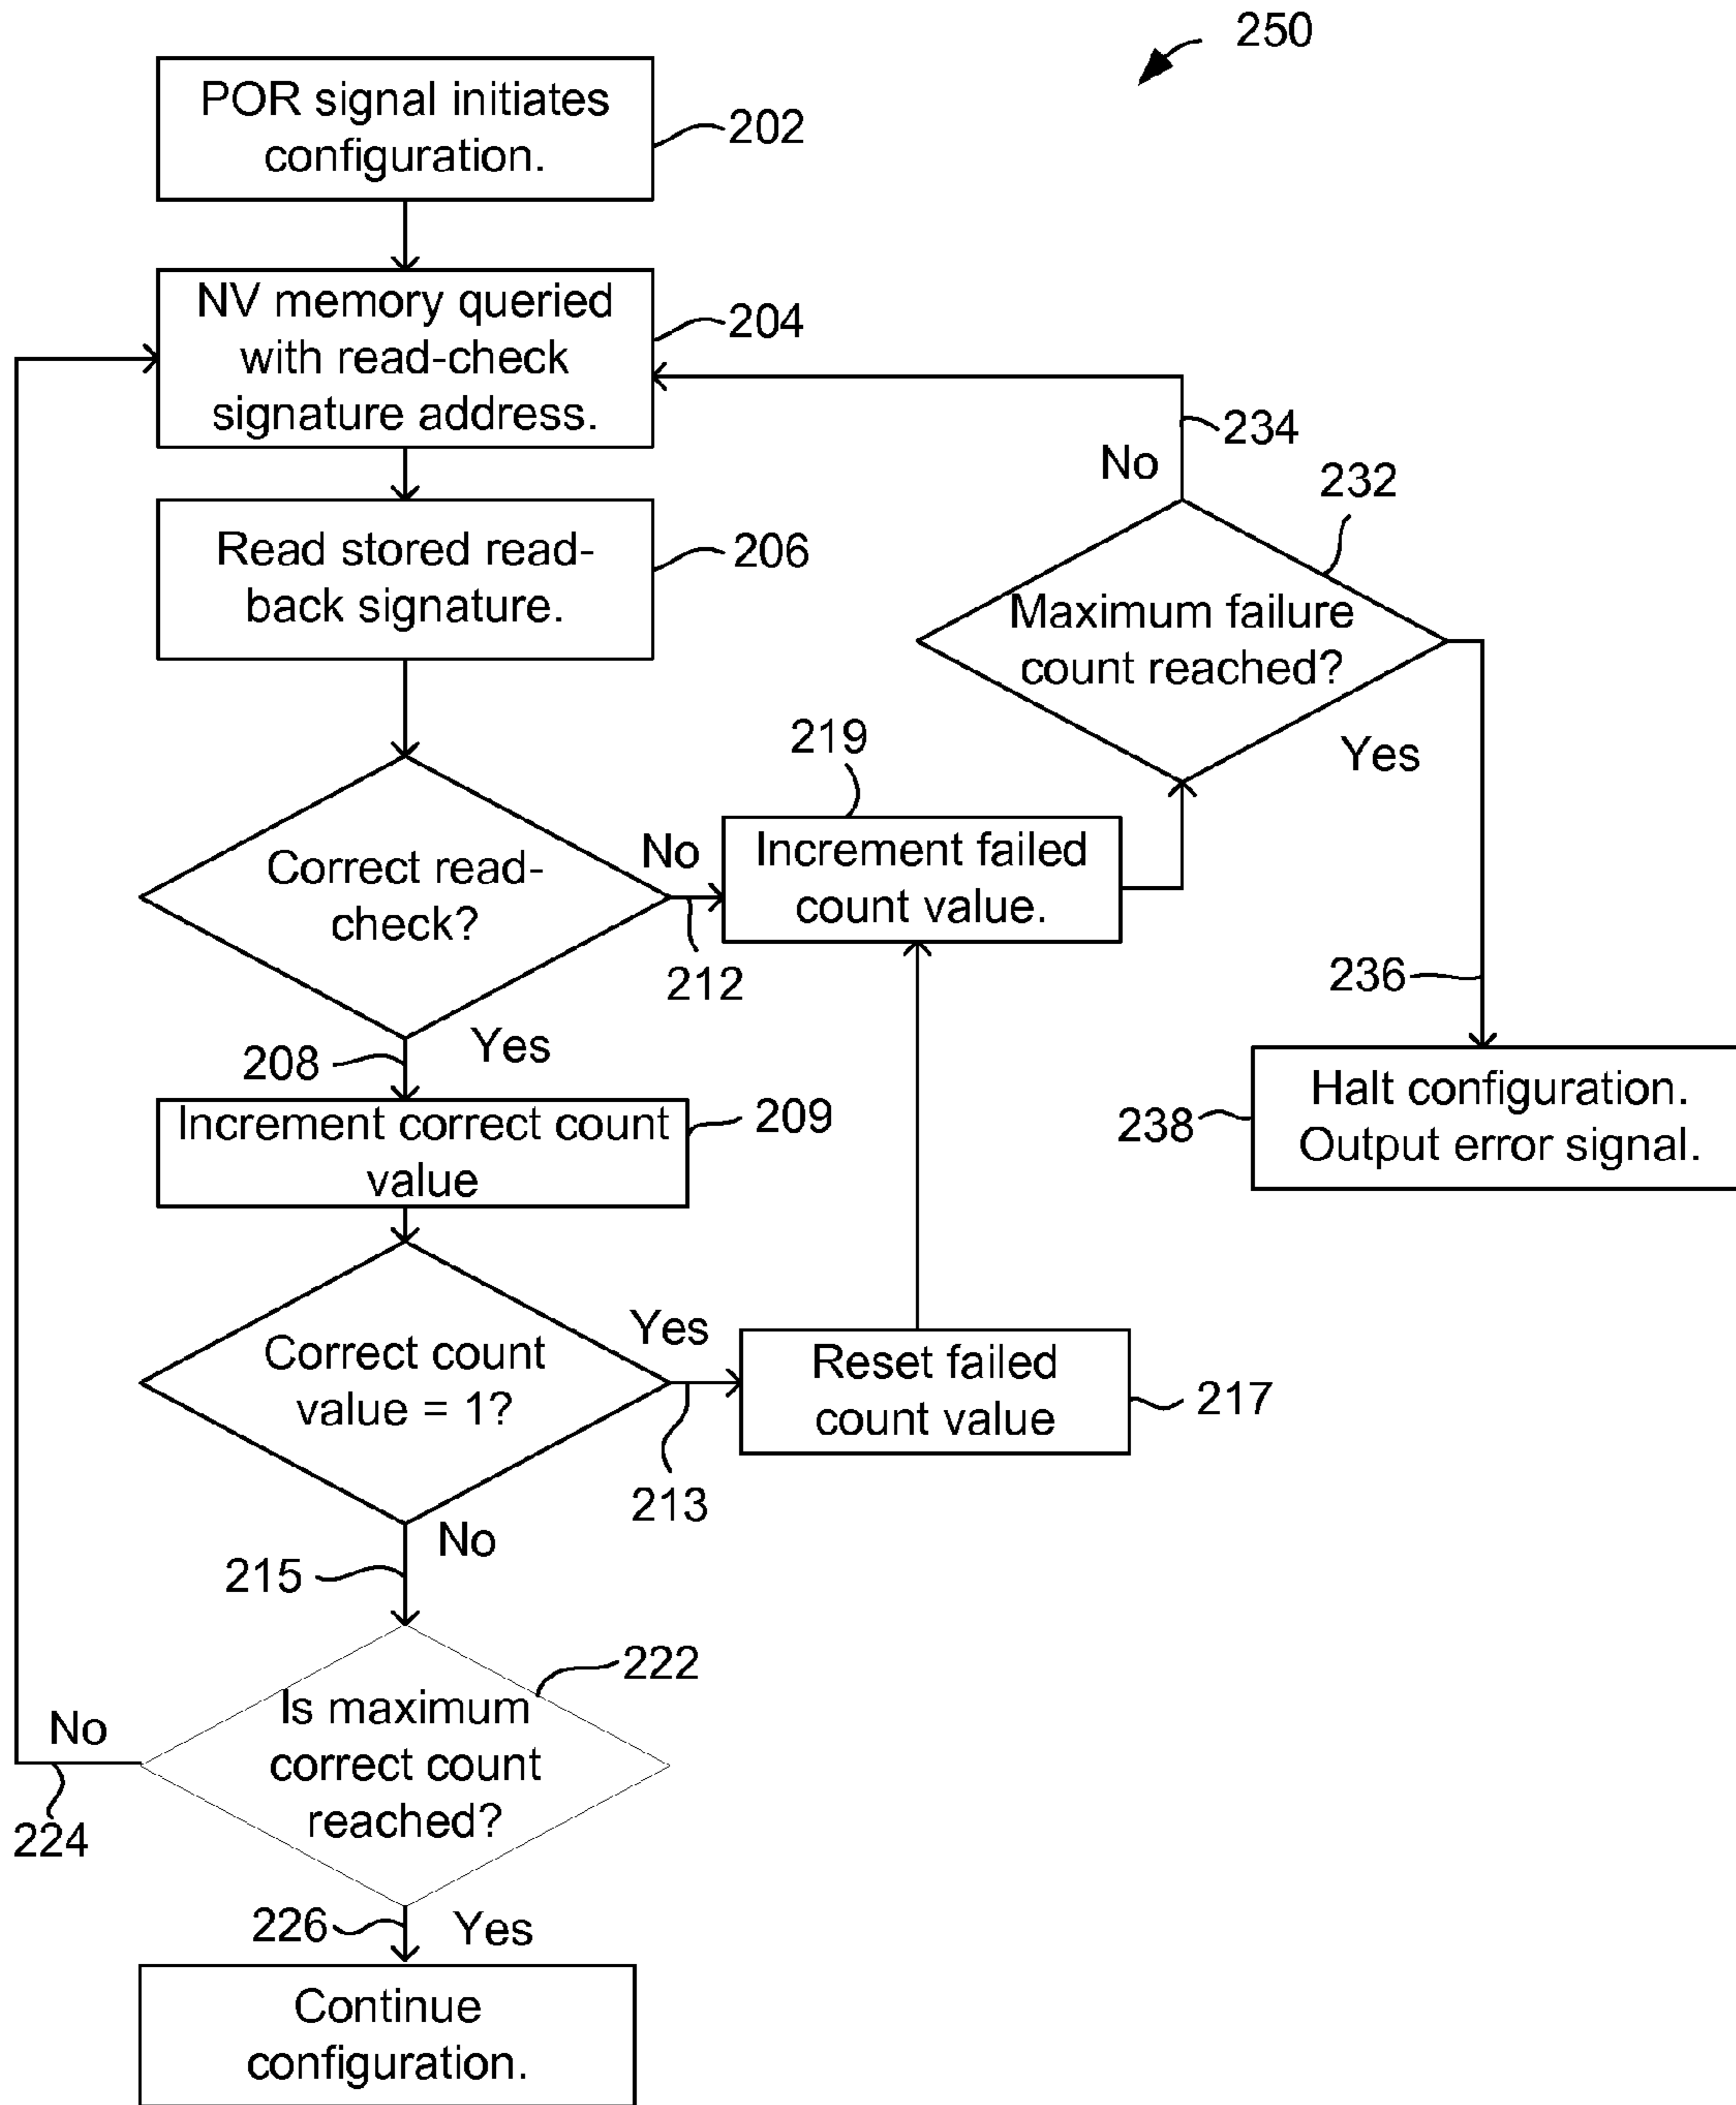 250
POR signal initiates
configuration.
202
NV memory queried
with read-check
signature address.
204
234
No
232
Read stored read-
back signature.
206
Maximum failure
count reached?
Yes
219
Correct read-
check?
No
212
Increment failed
count value.
236
208
Yes
Increment correct count
value
209
Halt configuration.
Output error signal.
238
Correct count
value = 1?
Yes
213
Reset failed
count value
217
No
215
222
Is maximum
correct count
reached?
No
224
226
Yes
Continue
configuration.